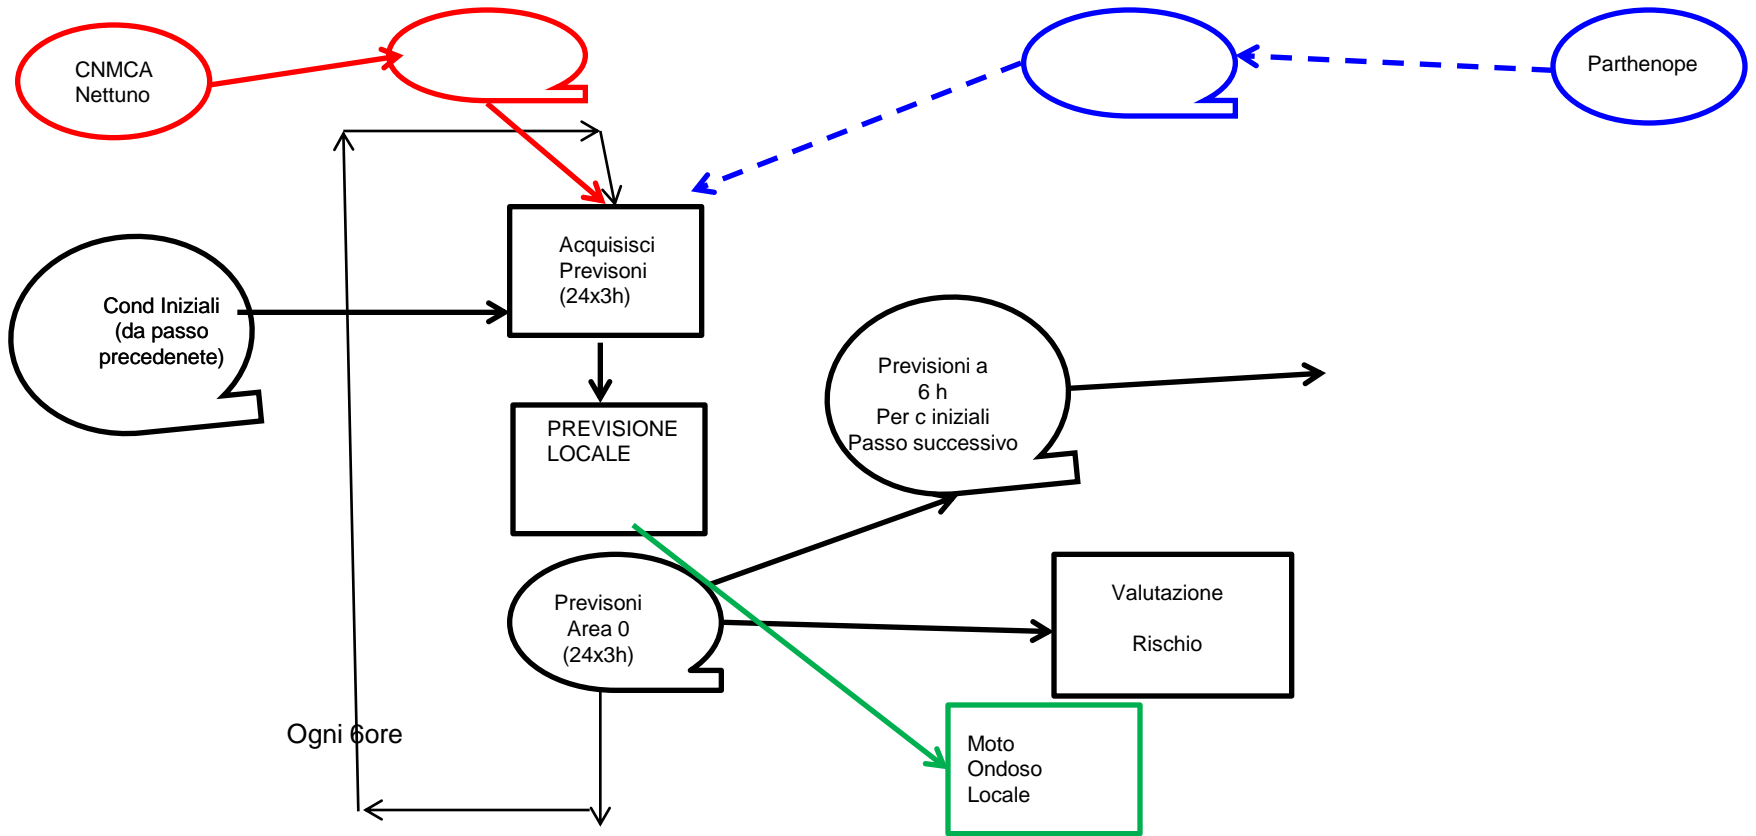 CNMCA
Nettuno
Parthenope
Acquisisci
Previsoni
(24x3h)
Cond Iniziali
(da passo
precedenete)
Previsioni a
6 h
Per c iniziali
Passo successivo
PREVISIONE
LOCALE
Previsoni
Area 0
(24x3h)
Valutazione
Rischio
Ogni 6ore
Moto
Ondoso
Locale